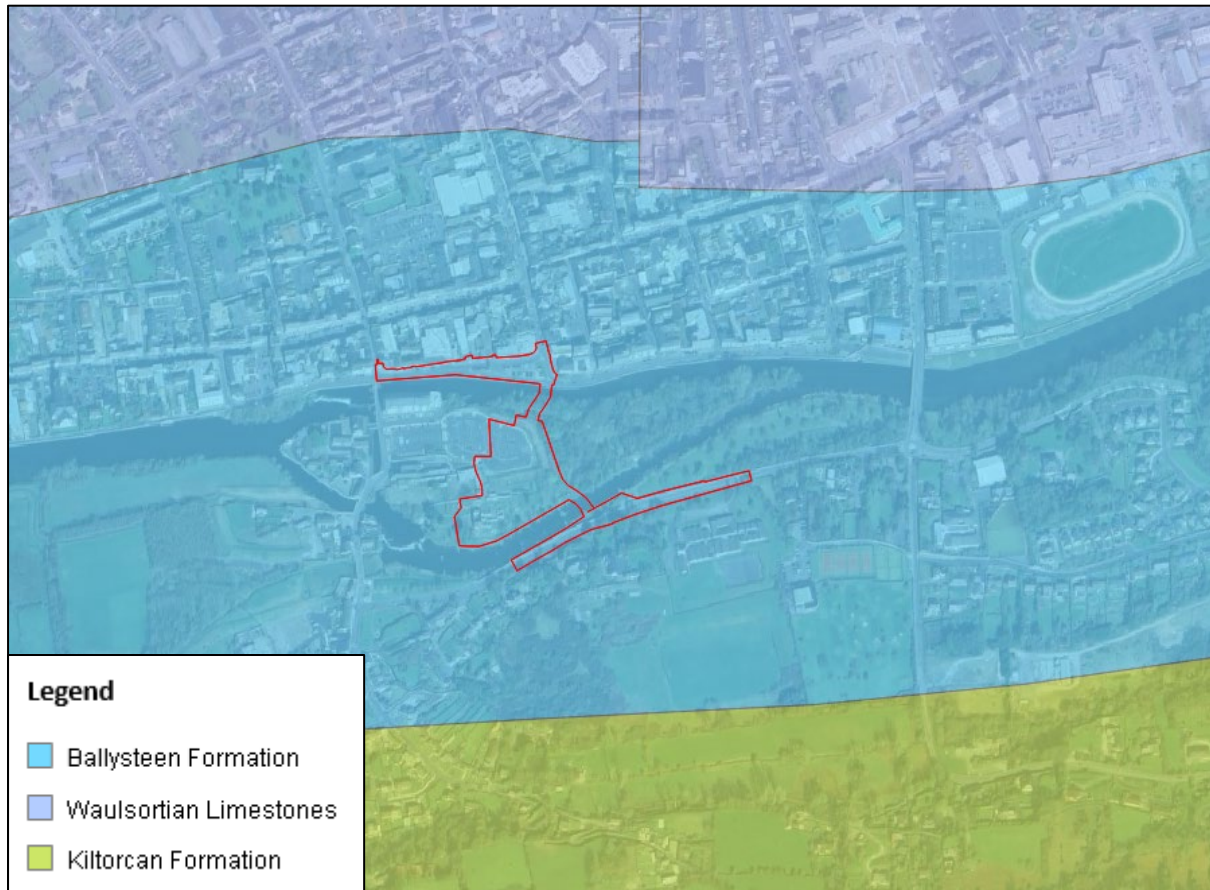 Legend
Ballysteen Formation
Waulsortian Limestones
Kiltorcan Formation